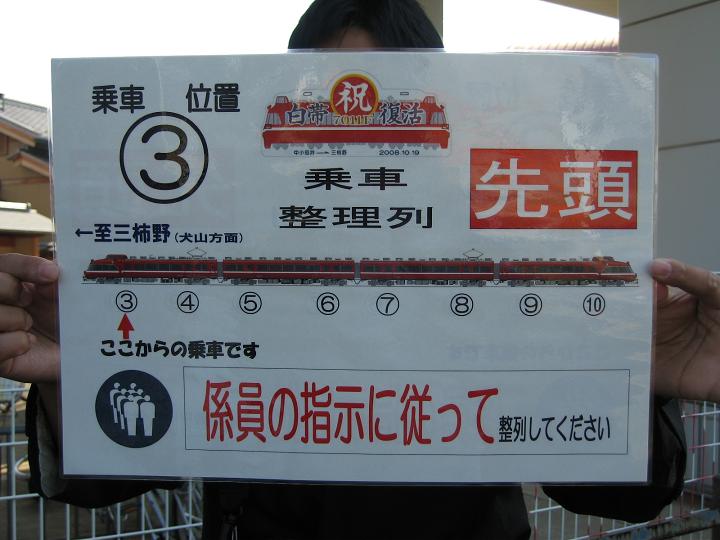 乗車 位置
③
祝
白帯 復活
7011F
中小田井→三柿野 2008.10.19
乗車
整理列
先頭
←至三柿野(犬山方面)
③ ④ ⑤ ⑥ ⑦ ⑧ ⑨ ⑩
ここからの乗車です
係員の指示に従って整列してください